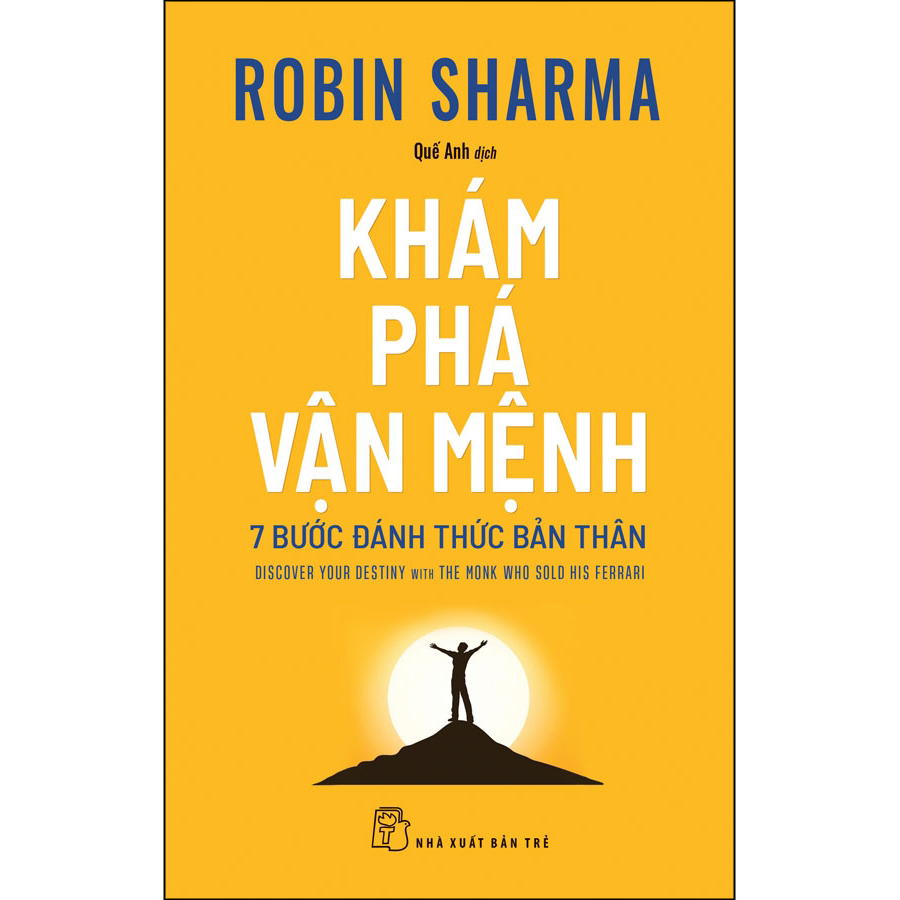 ROBIN SHARMA
Quế Anh dịch
KHÁM
PHÁ
VẬN MỆNH
7 BƯỚC ĐÁNH THỨC BẢN THÂN
DISCOVER YOUR DESTINY WITH THE MONK WHO SOLD HIS FERRARI
T
NHÀ XUẤT BẢN TRẺ